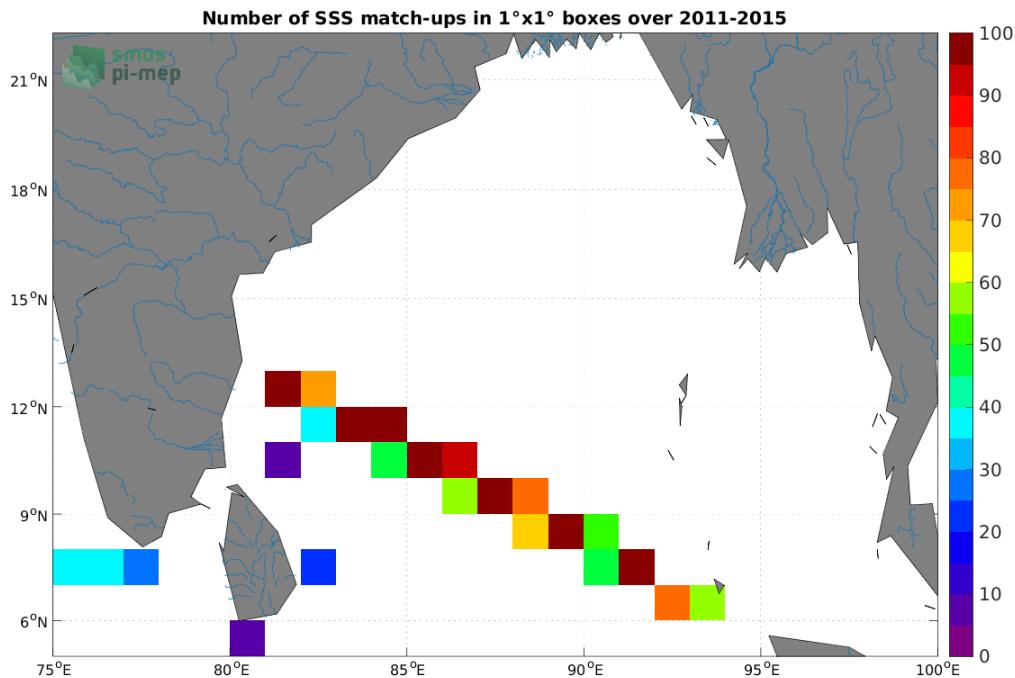 Number of SSS match-ups in 1°x1° boxes over 2011-2015
smos
pi-mep
21°N
18°N
15°N
12°N
9°N
6°N
75°E 80°E 85°E 90°E 95°E 100°E
100
90
80
70
60
50
40
30
20
10
0